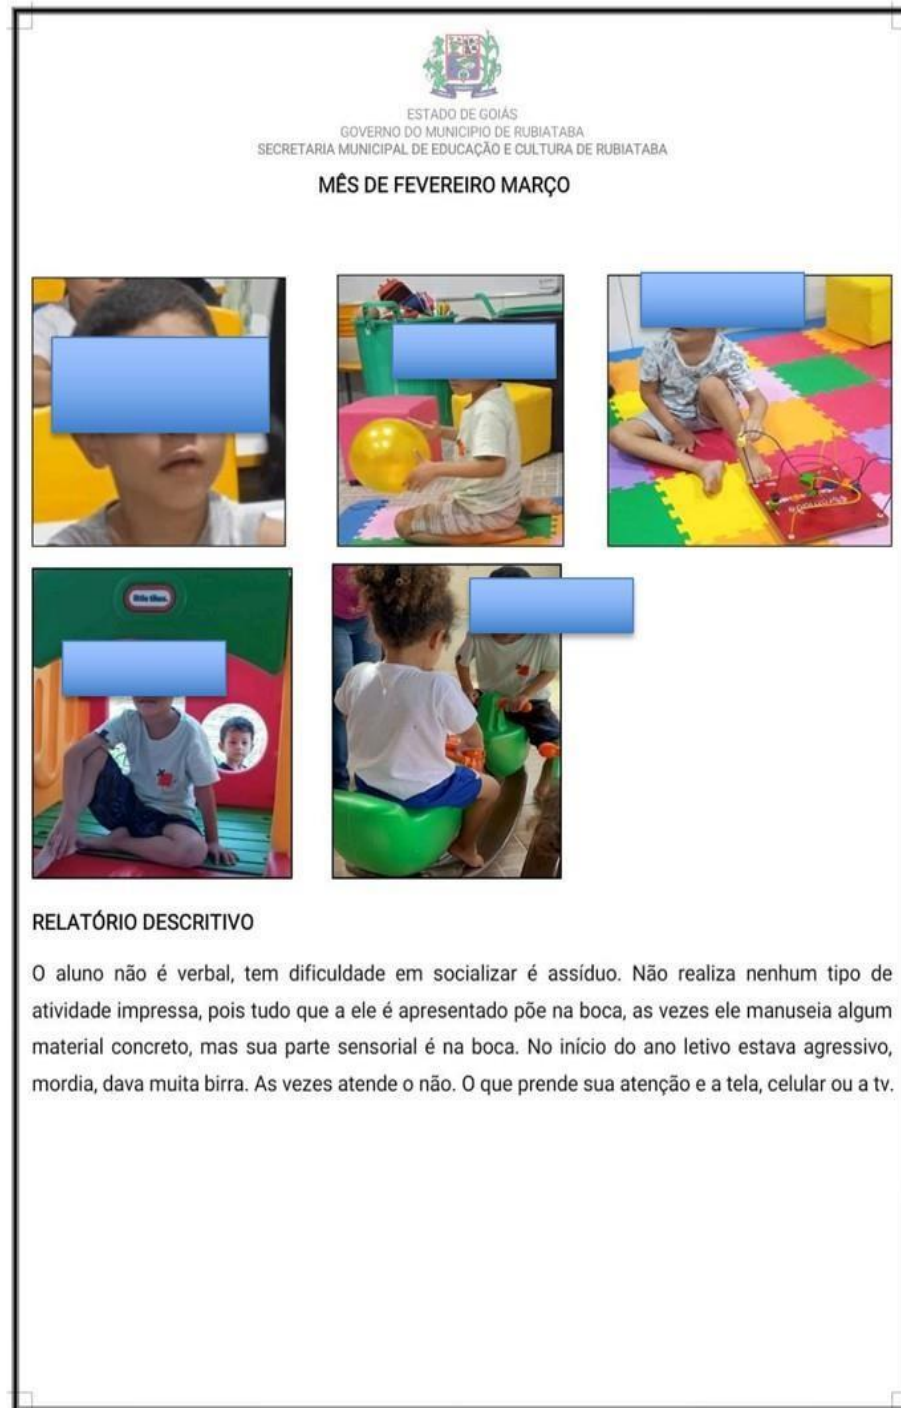 ESTADO DE GOIÁS
GOVERNO DO MUNICIPIO DE RUBIATABA
SECRETARIA MUNICIPAL DE EDUCAÇÃO E CULTURA DE RUBIATABA
MÊS DE FEVEREIRO MARÇO
little tikes
RELATÓRIO DESCRITIVO
O aluno não é verbal, tem dificuldade em socializar é assíduo. Não realiza nenhum tipo de
atividade impressa, pois tudo que a ele é apresentado põe na boca, as vezes ele manuseia algum
material concreto, mas sua parte sensorial é na boca. No início do ano letivo estava agressivo,
mordia, dava muita birra. As vezes atende o não. O que prende sua atenção e a tela, celular ou a tv.